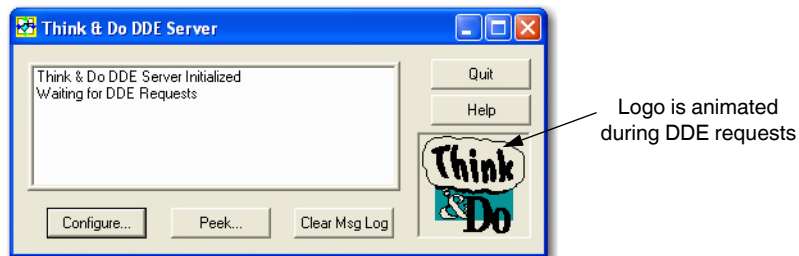 Think & Do DDE Server
Think & Do DDE Server Initialized
Waiting for DDE Requests
Quit
Help
Think
&Do
Configure...
Peek...
Clear Msg Log
Logo is animated
during DDE requests